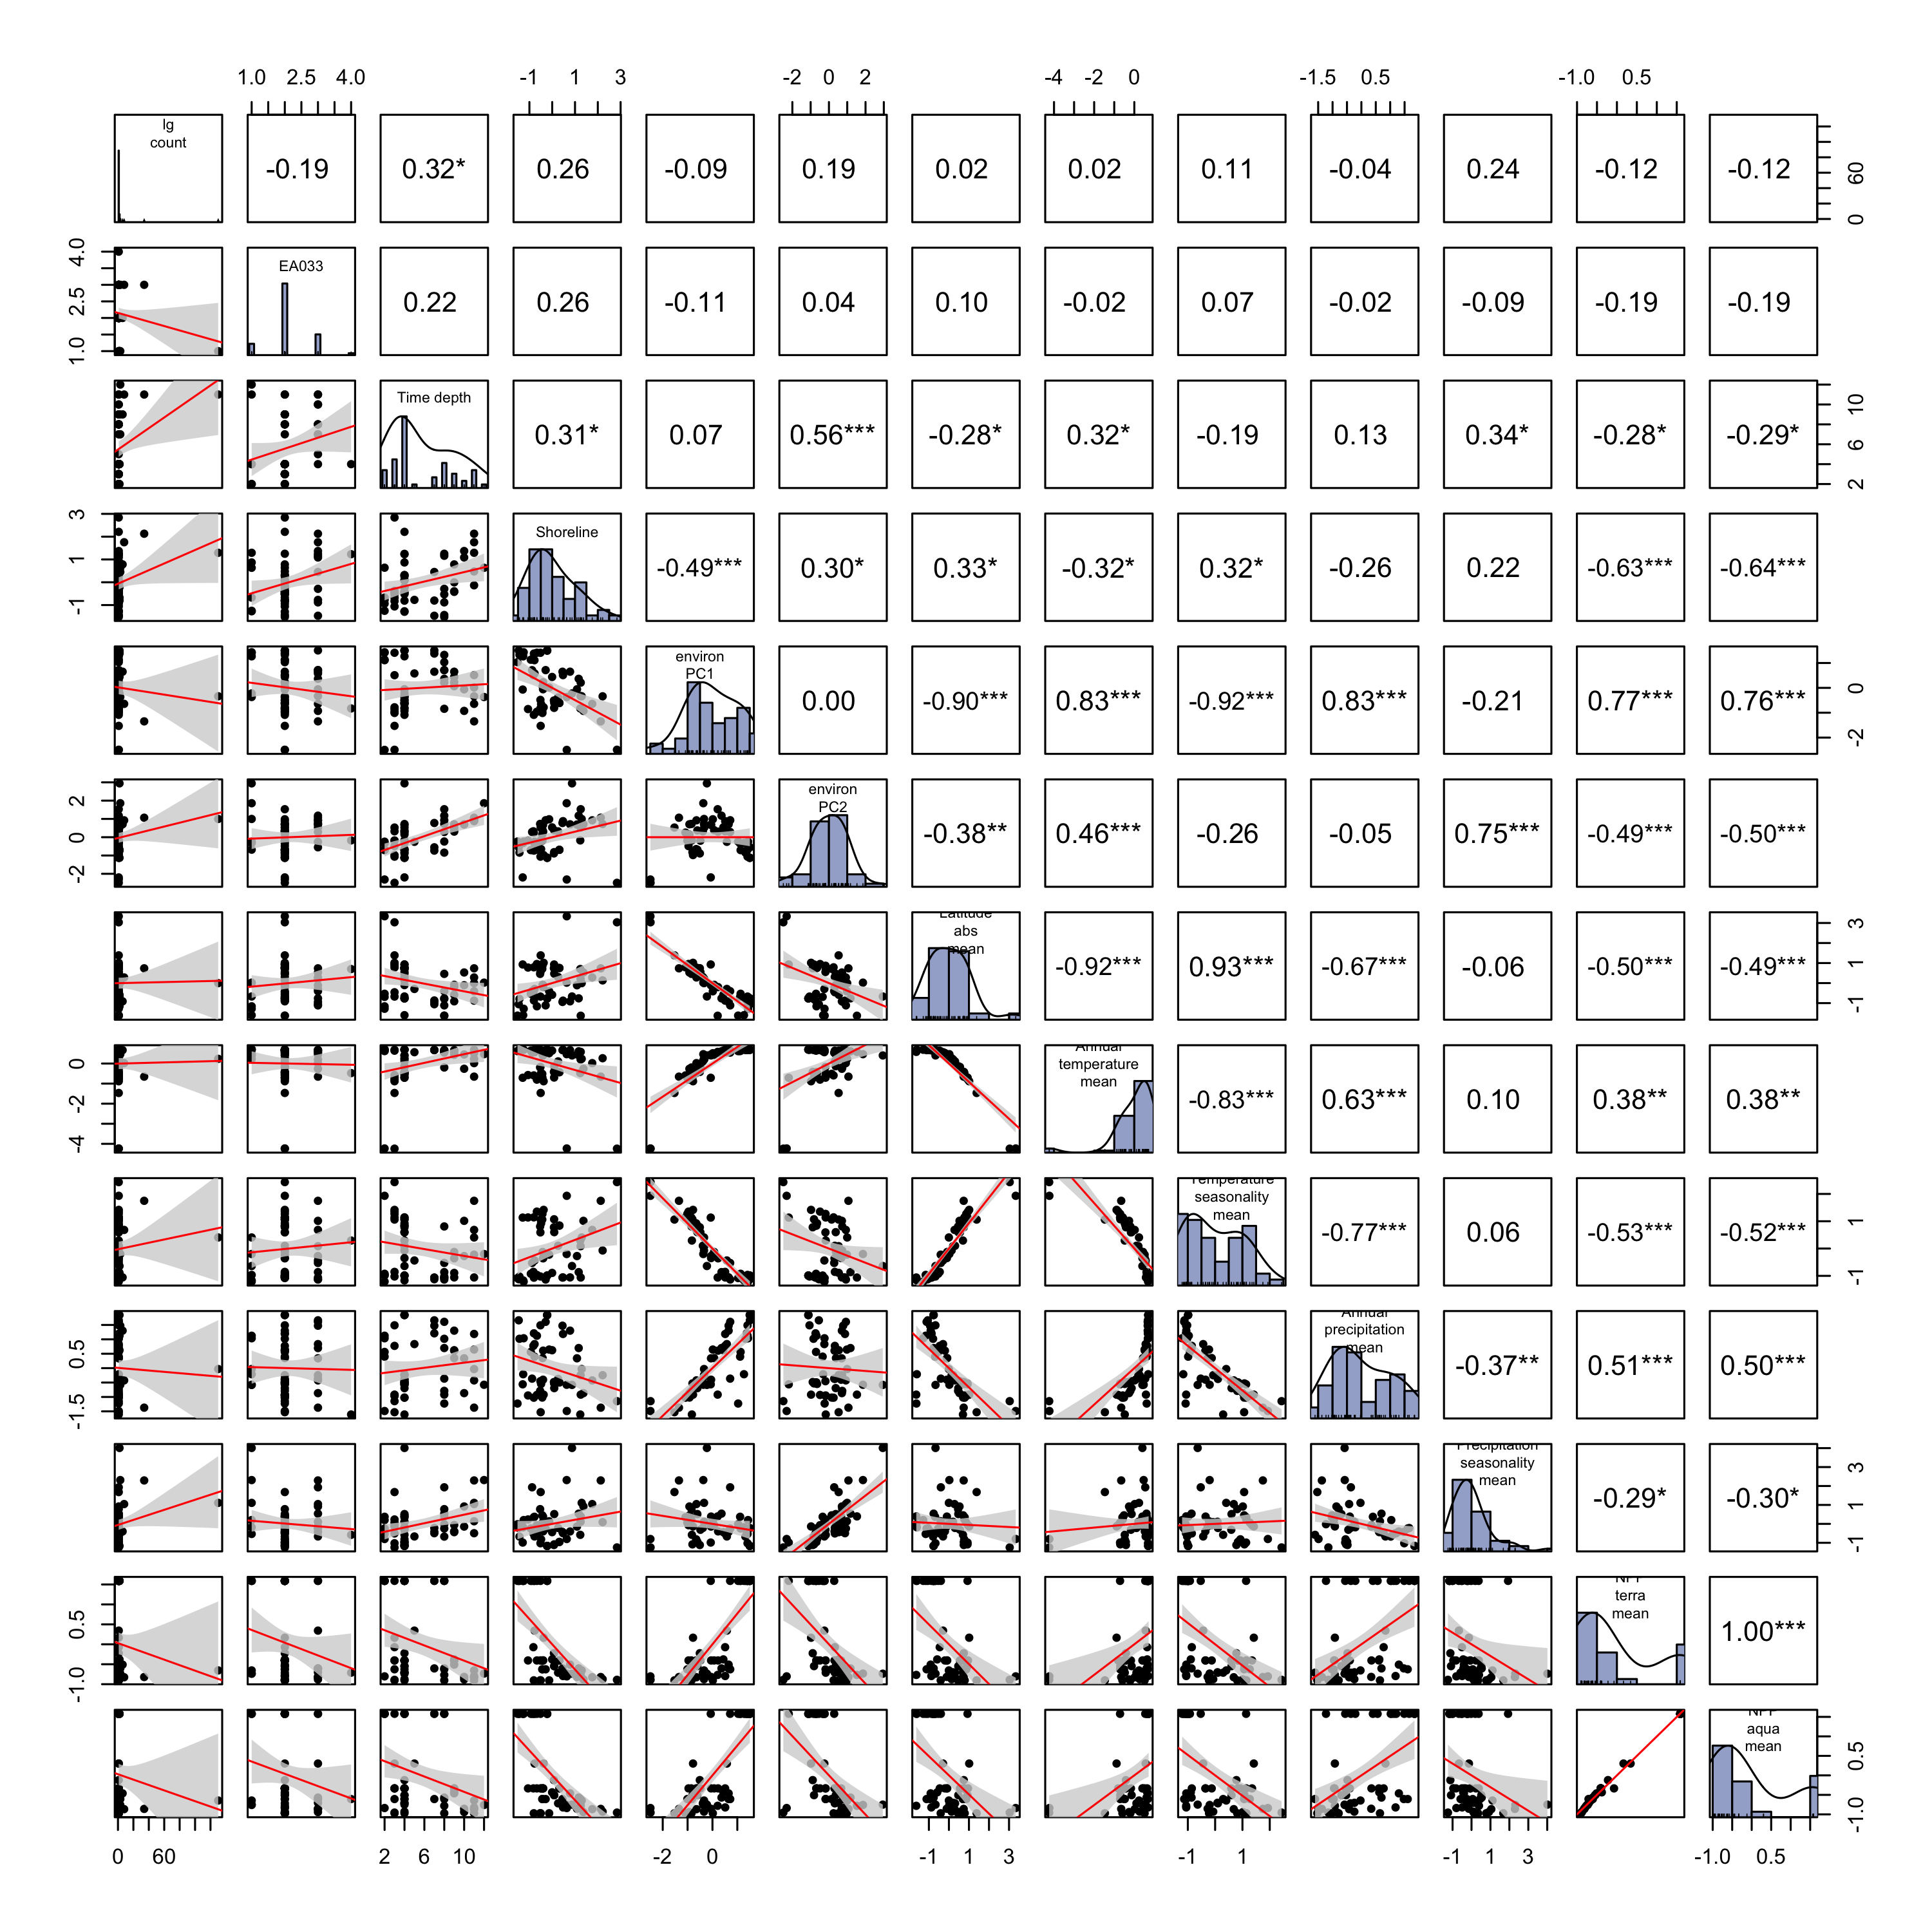 1.0 2.5 4.0 -1 1 3 -2 0 2 -4 -2 0 -1.5 0.5 -1.0 0.5
lg
count
-0.19 0.32* 0.26 -0.09 0.19 0.02 0.02 0.11 -0.04 0.24 -0.12 -0.12
0 60
1.0 2.5 4.0
EA033
0.22 0.26 -0.11 0.04 0.10 -0.02 0.07 -0.02 -0.09 -0.19 -0.19
Time depth
0.31* 0.07 0.56*** -0.28* 0.32* -0.19 0.13 0.34* -0.28* -0.29*
2 6 10
-1 1 3
Shoreline
-0.49*** 0.30* 0.33* -0.32* 0.32* -0.26 0.22 -0.63*** -0.64***
environ
PC1
0.00 -0.90*** 0.83*** -0.92*** 0.83*** -0.21 0.77*** 0.76***
-2 0
-2 0 2
environ
PC2
-0.38** 0.46*** -0.26 -0.05 0.75*** -0.49*** -0.50***
Latitude
abs
mean
-0.92*** 0.93*** -0.67*** -0.06 -0.50*** -0.49***
-1 1 3
-4 -2 0
Annual
temperature
mean
-0.83*** 0.63*** 0.10 0.38** 0.38**
Temperature
seasonality
mean
-0.77*** 0.06 -0.53*** -0.52***
-1 1
-1.5 0.5
Annual
precipitation
mean
-0.37** 0.51*** 0.50***
Precipitation
seasonality
mean
-0.29* -0.30*
-1 1 3
-1.0 0.5
NPP
terra
mean
1.00***
NPP
aqua
mean
-1.0 0.5
0 60 2 6 10 -2 0 -1 1 3 -1 1 -1 1 3 -1.0 0.5